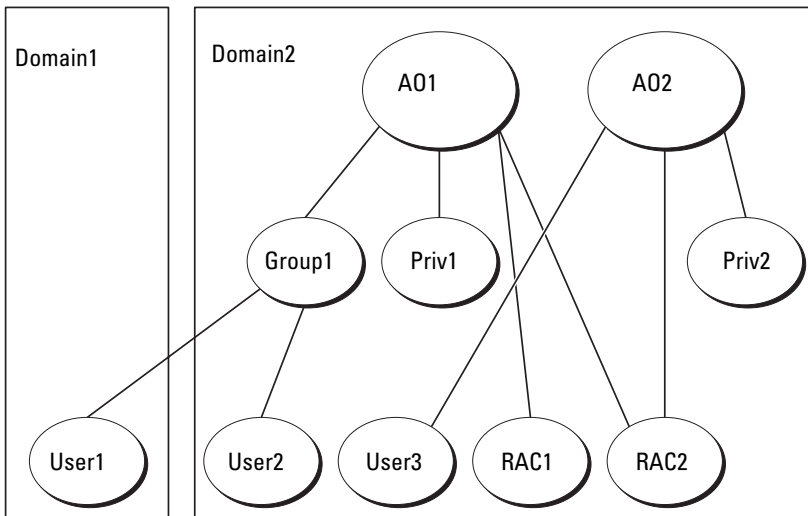 Domain1
Domain2
AO1
AO2
Group1
Priv1
Priv2
User1
User2
User3
RAC1
RAC2